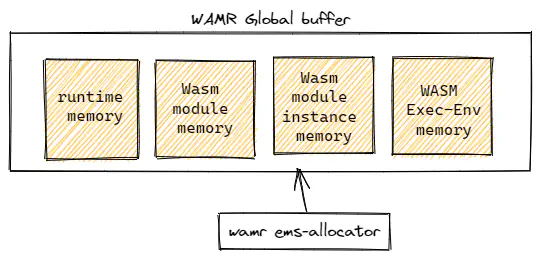 WAMR Global buffer
runtime
memory
Wasm
module
memory
Wasm
module
instance
memory
WASM
Exec-Env
memory
wamr ems-allocator